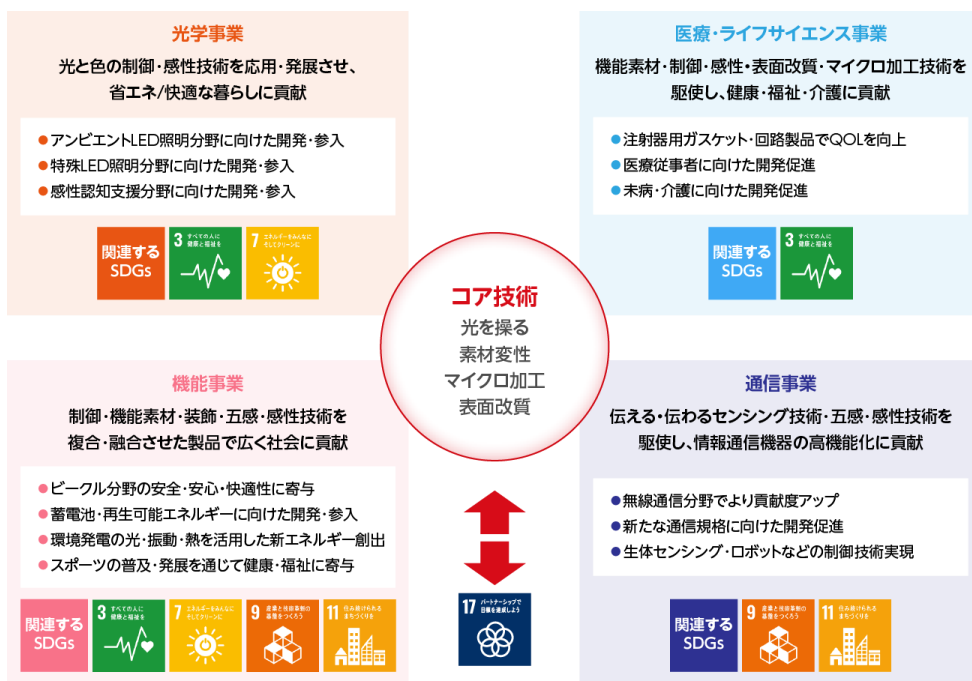 光学事業
光と色の制御・感性技術を応用・発展させ、
省エネ/快適な暮らしに貢献
●アンビエントLED照明分野に向けた開発・参入
●特殊LED照明分野に向けた開発・参入
●感性認知支援分野に向けた開発・参入
関連する
SDGs
3 すべての人に
健康と福祉を
7 エネルギーをみんなに
そしてクリーンに
医療・ライフサイエンス事業
機能素材・制御・感性・表面改質・マイクロ加工技術を
駆使し、健康・福祉・介護に貢献
●注射器用ガスケット・回路製品でQOLを向上
●医療従事者に向けた開発促進
●未病・介護に向けた開発促進
関連する
SDGs
3 すべての人に
健康と福祉を
コア技術
光を操る
素材変性
マイクロ加工
表面改質
機能事業
制御・機能素材・装飾・五感・感性技術を
複合・融合させた製品で広く社会に貢献
●ビークル分野の安全・安心・快適性に寄与
●蓄電池・再生可能エネルギーに向けた開発・参入
●環境発電の光・振動・熱を活用した新エネルギー創出
●スポーツの普及・発展を通じて健康・福祉に寄与
関連する
SDGs
3 すべての人に
健康と福祉を
7 エネルギーをみんなに
そしてクリーンに
9 産業と技術革新の
基盤をつくろう
11 住み続けられる
まちづくりを
17 パートナーシップで
目標を達成しよう
通信事業
伝える・伝わるセンシング技術・五感・感性技術を
駆使し、情報通信機器の高機能化に貢献
●無線通信分野でより貢献度アップ
●新たな通信規格に向けた開発促進
●生体センシング・ロボットなどの制御技術実現
関連する
SDGs
9 産業と技術革新の
基盤をつくろう
11 住み続けられる
まちづくりを